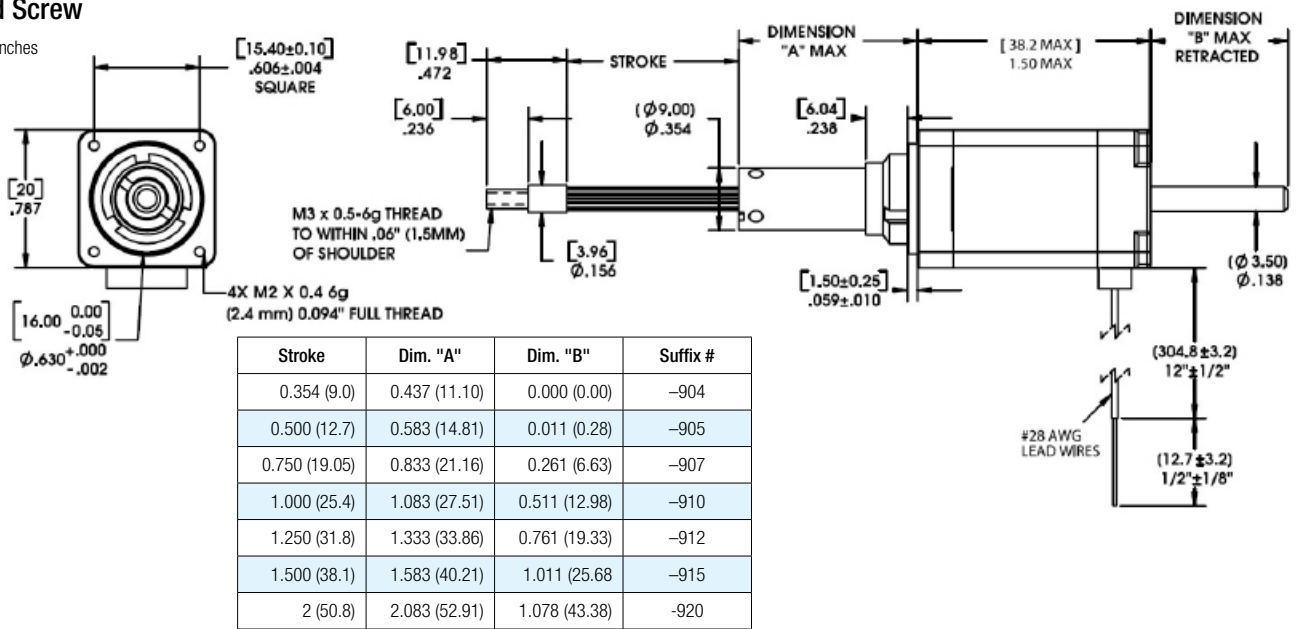 d Screw
nches
[15.40±0.10]
.606±.004
SQUARE
[20]
.787
[16.00 0.00
-0.05]
Ø.630 +.000
-.002
4X M2 X 0.4 6g
(2.4 mm) 0.094" FULL THREAD
[11.98]
.472
STROKE
DIMENSION
"A" MAX
[ 38.2 MAX ]
1.50 MAX
DIMENSION
"B" MAX
RETRACTED
[6.00]
.236
(Ø9.00)
Ø.354
[6.04]
.238
M3 x 0.5-6g THREAD
TO WITHIN .06" (1.5MM)
OF SHOULDER
[3.96]
Ø.156
[1.50±0.25]
.059±.010
(Ø3.50)
Ø.138
(304.8±3.2)
12"±1/2"
#28 AWG
LEAD WIRES
(12.7±3.2)
1/2"±1/8"
Stroke Dim. "A" Dim. "B" Suffix #
0.354 (9.0) 0.437 (11.10) 0.000 (0.00) –904
0.500 (12.7) 0.583 (14.81) 0.011 (0.28) –905
0.750 (19.05) 0.833 (21.16) 0.261 (6.63) –907
1.000 (25.4) 1.083 (27.51) 0.511 (12.98) –910
1.250 (31.8) 1.333 (33.86) 0.761 (19.33) –912
1.500 (38.1) 1.583 (40.21) 1.011 (25.68 –915
2 (50.8) 2.083 (52.91) 1.078 (43.38) -920